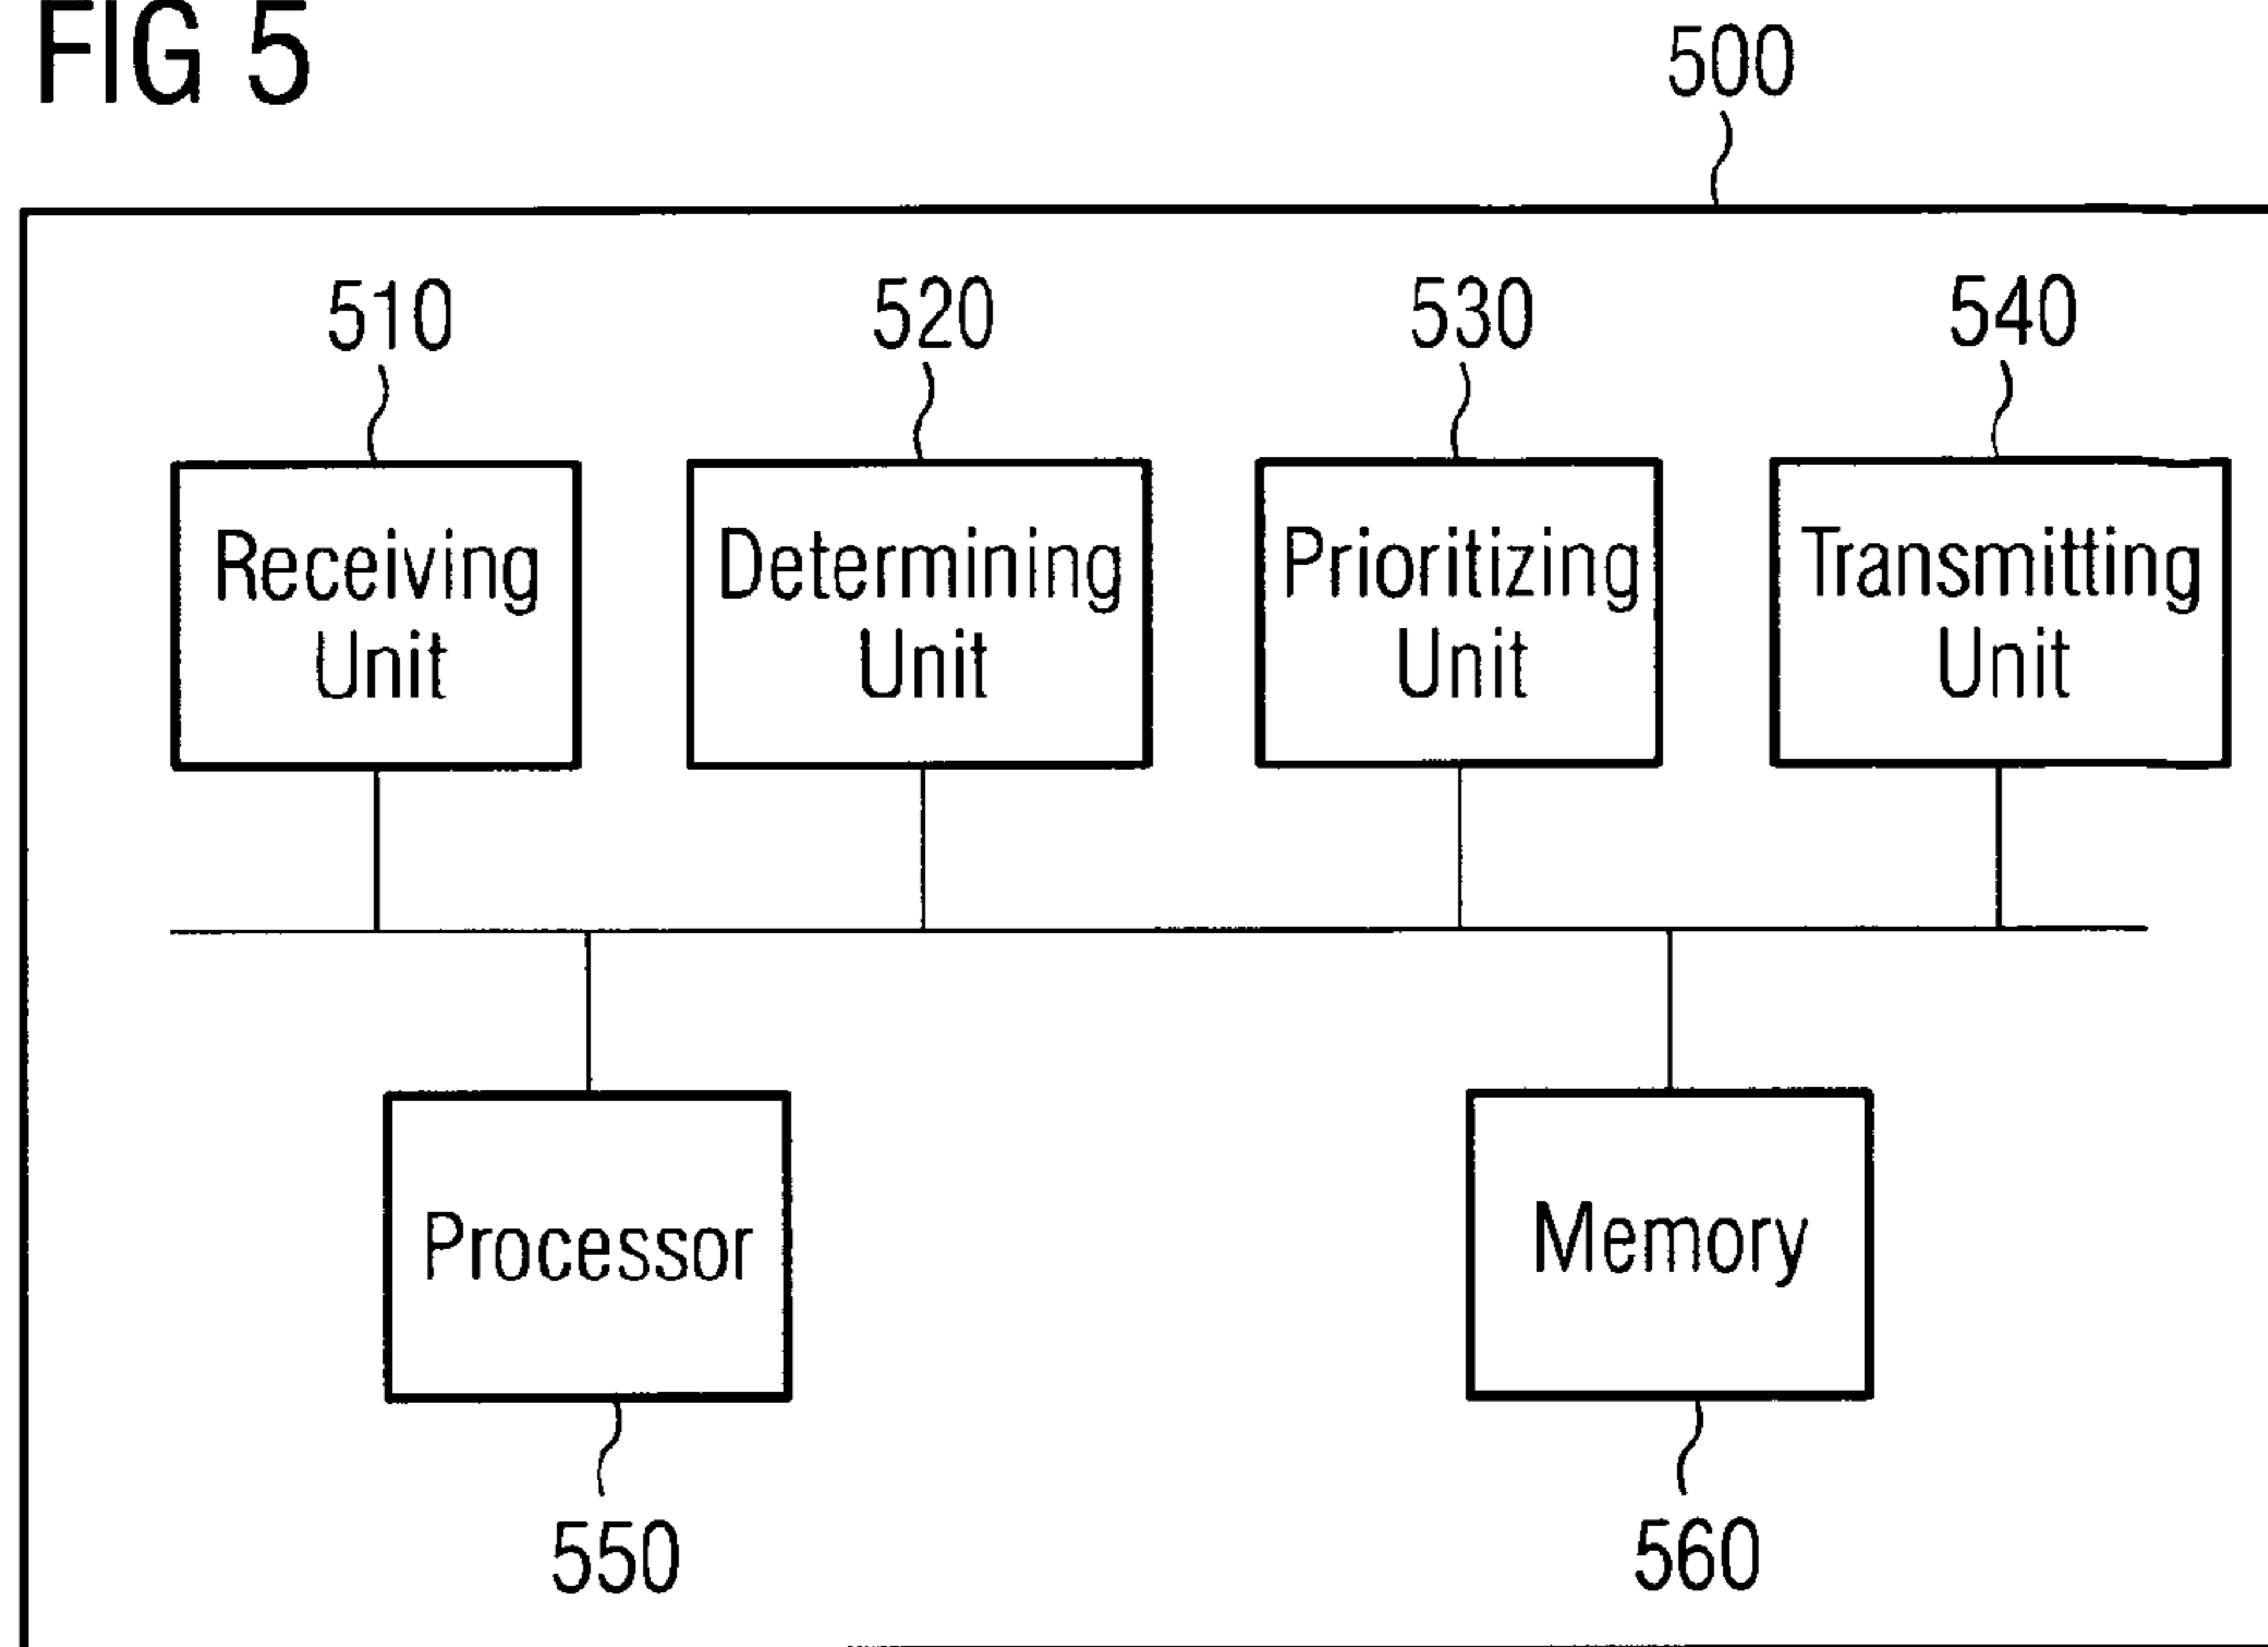 FIG 5
500
510
520
530
540
Receiving
Unit
Determining
Unit
Prioritizing
Unit
Transmitting
Unit
Processor
Memory
550
560